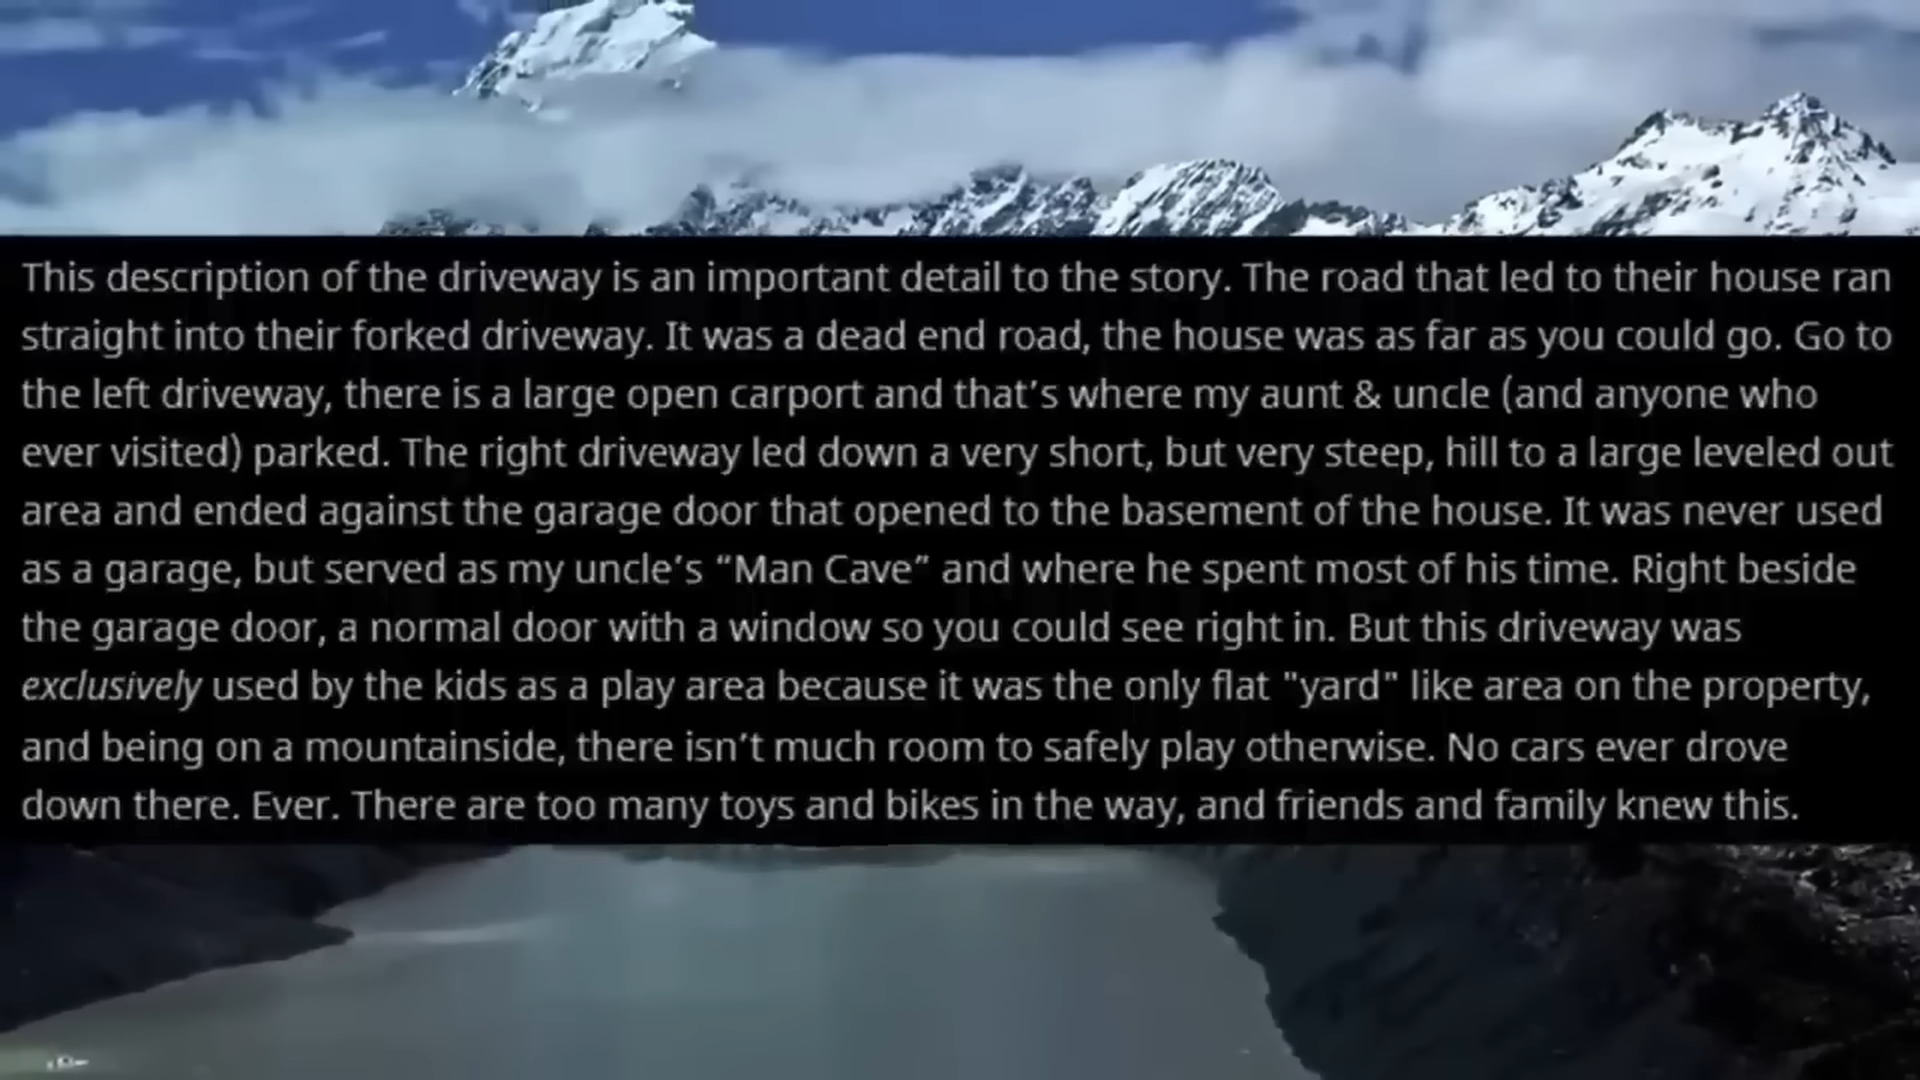 This description of the driveway is an important detail to the story. The road that led to their house ran
straight into their forked driveway. It was a dead end road, the house was as far as you could go. Go to
the left driveway, there is a large open carport and that’s where my aunt & uncle (and anyone who
ever visited) parked. The right driveway led down a very short, but very steep, hill to a large leveled out
area and ended against the garage door that opened to the basement of the house. It was never used
as a garage, but served as my uncle’s “Man Cave” and where he spent most of his time. Right beside
the garage door, a normal door with a window so you could see right in. But this driveway was
exclusively used by the kids as a play area because it was the only flat "yard" like area on the property,
and being on a mountainside, there isn’t much room to safely play otherwise. No cars ever drove
down there. Ever. There are too many toys and bikes in the way, and friends and family knew this.